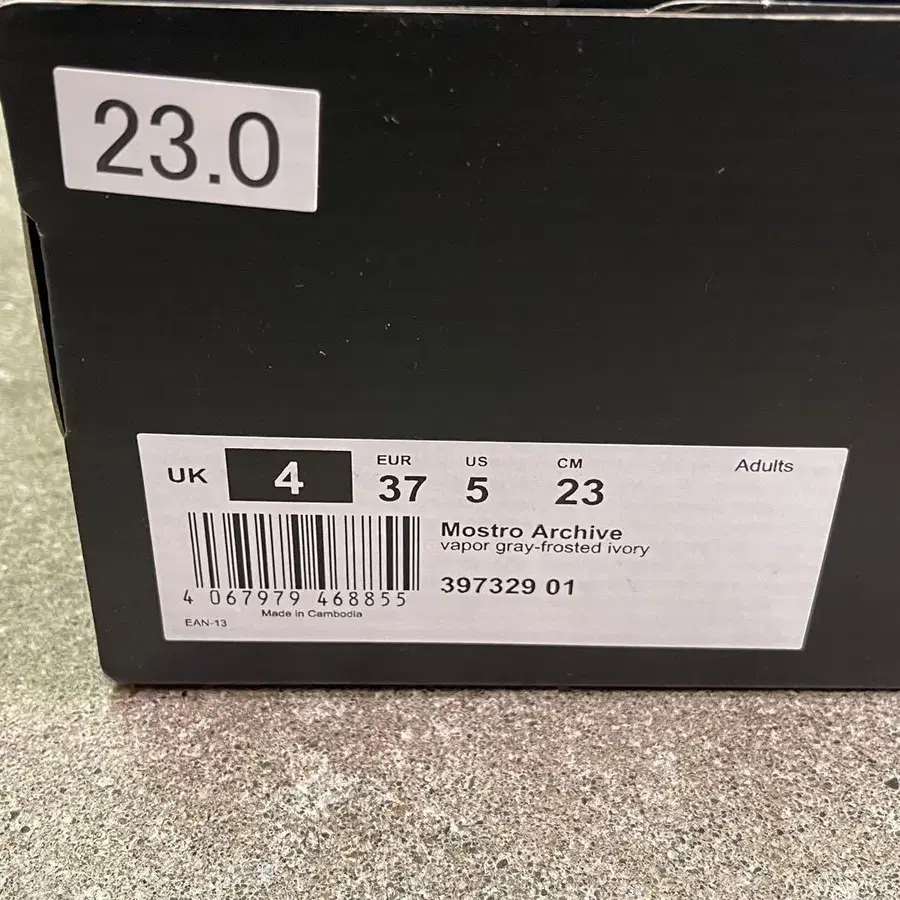 23.0
UK 4 EUR 37 US 5 CM 23 Adults
Mostro Archive
vapor gray-frosted ivory
397329 01
4 067979 468855
Made in Cambodia
EAN-13